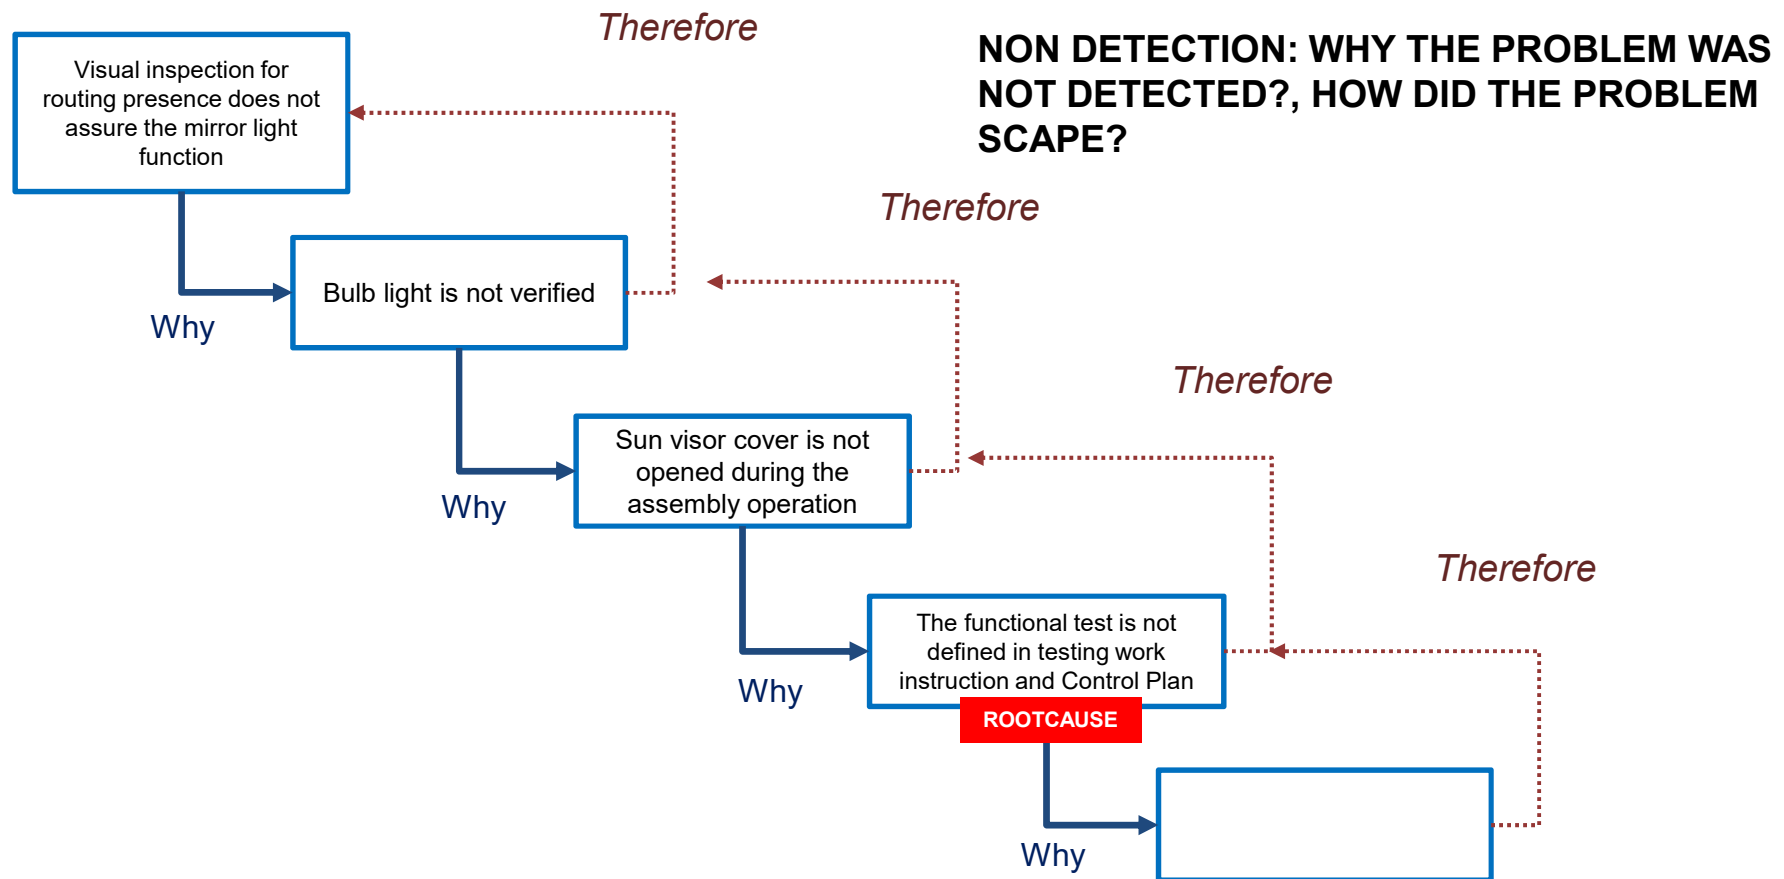 Therefore
NON DETECTION: WHY THE PROBLEM WAS
NOT DETECTED?, HOW DID THE PROBLEM
SCAPE?
Visual inspection for
routing presence does not
assure the mirror light
function
Therefore
Bulb light is not verified
Why
Therefore
Sun visor cover is not
opened during the
assembly operation
Why
Therefore
The functional test is not
defined in testing work
instruction and Control Plan
Why
ROOTCAUSE
Why